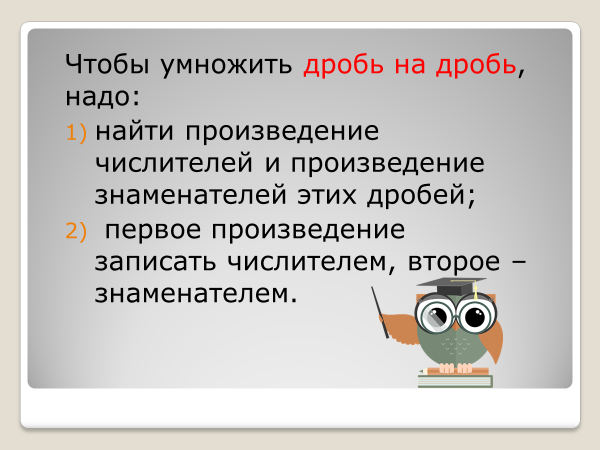 Чтобы умножить дробь на дробь,
надо:
1) найти произведение
числителей и произведение
знаменателей этих дробей;
2) первое произведение
записать числителем, второе –
знаменателем.